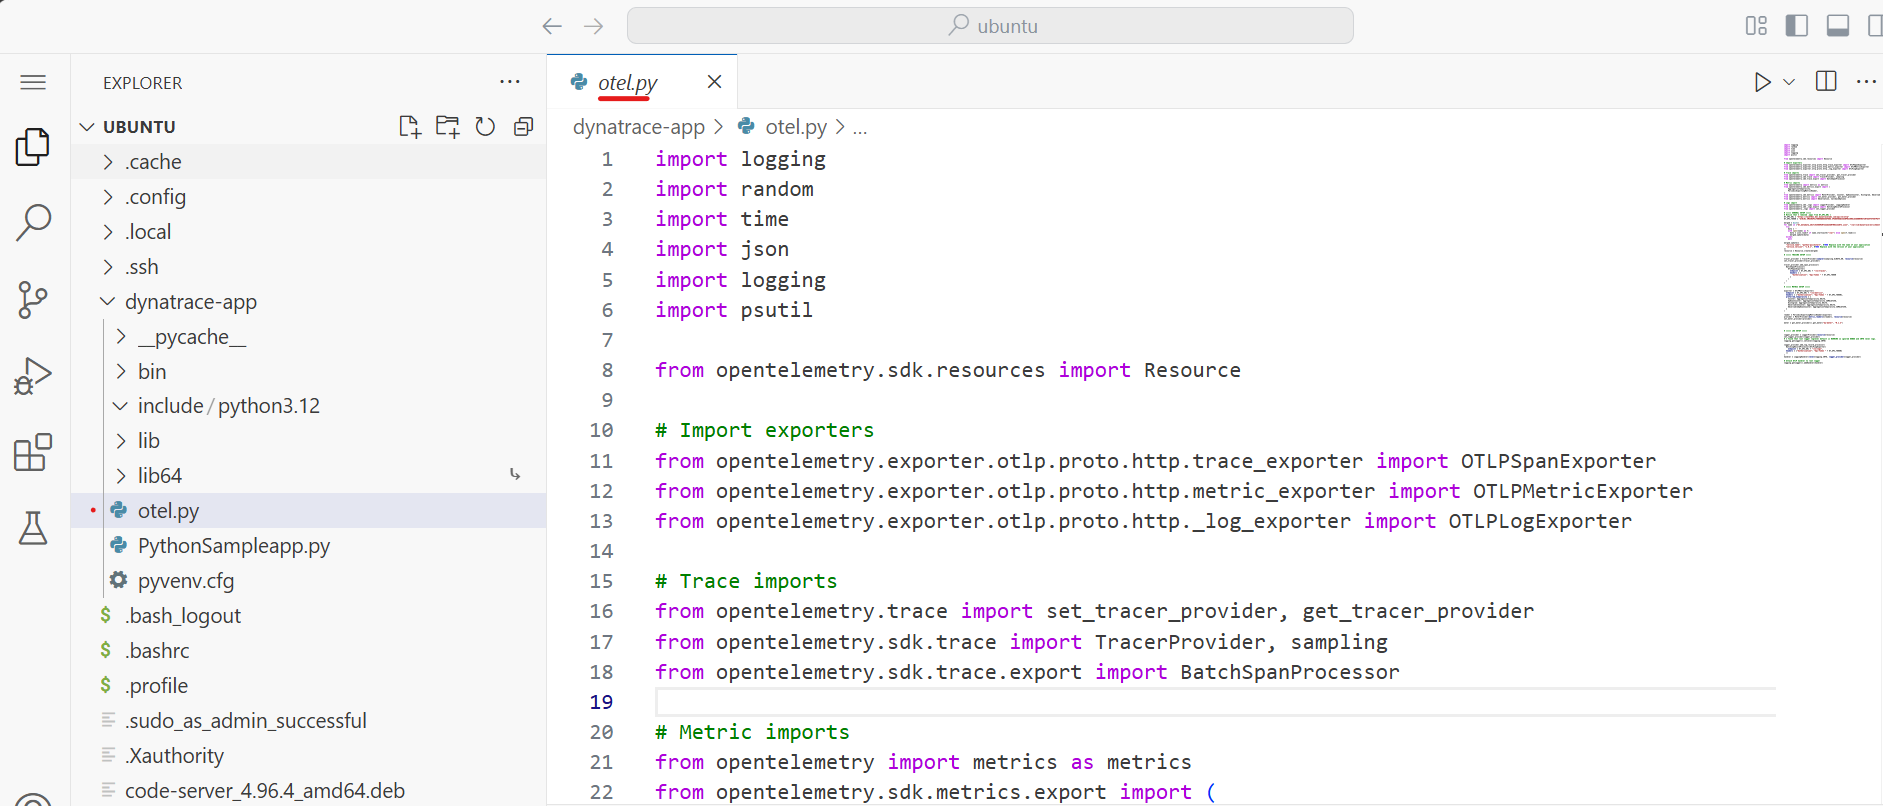 ubuntu
EXPLORER
UBUNTU
.cache
.config
.local
.ssh
dynatrace-app
__pycache__
bin
include/python3.12
lib
lib64
otel.py
PythonSampleapp.py
pyvenv.cfg
$ .bash_logout
$ .bashrc
$ .profile
.sudo_as_admin_successful
.Xauthority
code-server_4.96.4_amd64.deb
otel.py
dynatrace-app > otel.py > ...
1 import logging
2 import random
3 import time
4 import json
5 import logging
6 import psutil
7
8 from opentelemetry.sdk.resources import Resource
9
10 # Import exporters
11 from opentelemetry.exporter.otlp.proto.http.trace_exporter import OTLPSpanExporter
12 from opentelemetry.exporter.otlp.proto.http.metric_exporter import OTLPMetricExporter
13 from opentelemetry.exporter.otlp.proto.http._log_exporter import OTLPLogExporter
14
15 # Trace imports
16 from opentelemetry.trace import set_tracer_provider, get_tracer_provider
17 from opentelemetry.sdk.trace import TracerProvider, sampling
18 from opentelemetry.sdk.trace.export import BatchSpanProcessor
19
20 # Metric imports
21 from opentelemetry import metrics as metrics
22 from opentelemetry.sdk.metrics.export import (